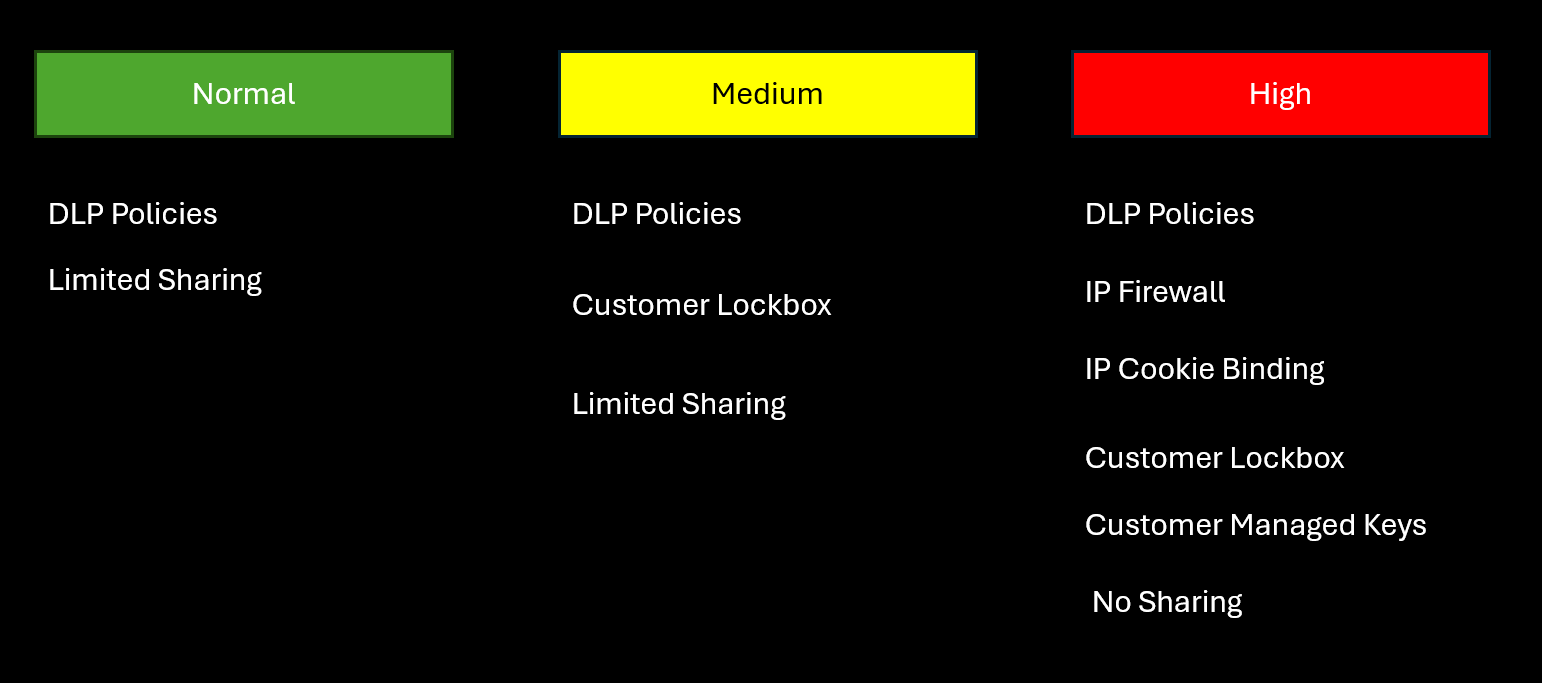 Normal
DLP Policies
Limited Sharing
Medium
DLP Policies
Customer Lockbox
Limited Sharing
High
DLP Policies
IP Firewall
IP Cookie Binding
Customer Lockbox
Customer Managed Keys
No Sharing